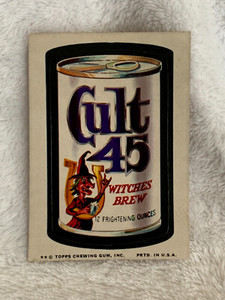 Cult
45
WITCHES
BREW
12 FRIGHTENING OUNCES
** © TOPPS CHEWING GUM, INC. PRTD. IN U.S.A.